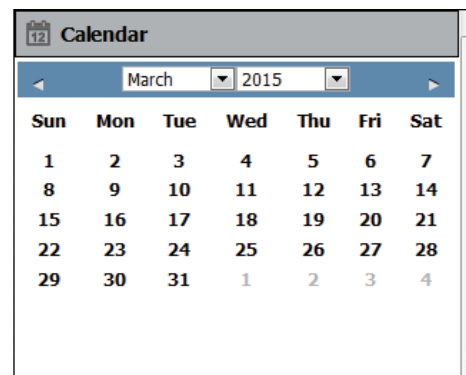 12 Calendar
◄ March 2015 ►
Sun Mon Tue Wed Thu Fri Sat
1 2 3 4 5 6 7
8 9 10 11 12 13 14
15 16 17 18 19 20 21
22 23 24 25 26 27 28
29 30 31 1 2 3 4